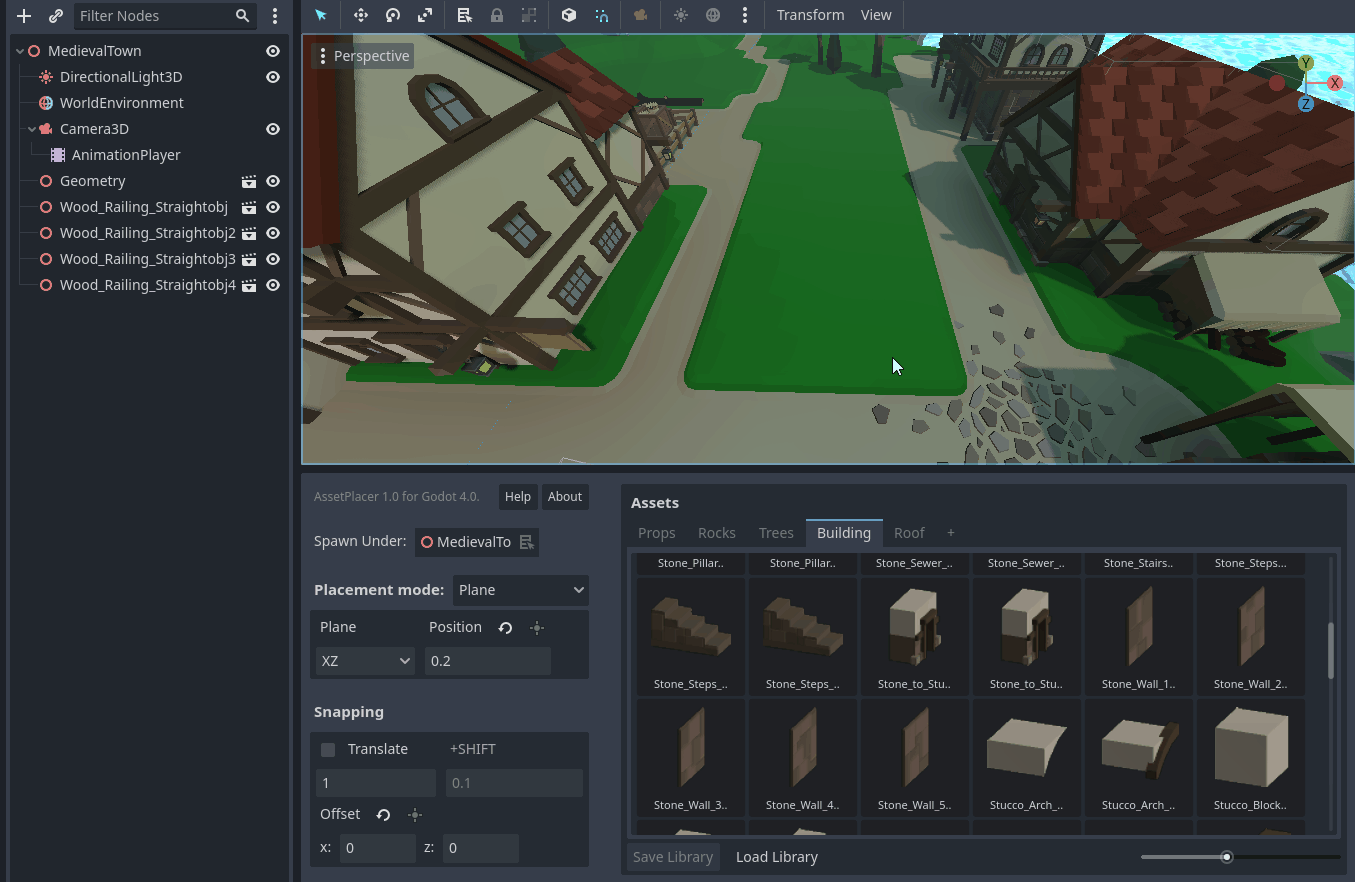 Filter Nodes
Transform View
MedievalTown
DirectionalLight3D
WorldEnvironment
Camera3D
AnimationPlayer
Geometry
Wood_Railing_Straightobj
Wood_Railing_Straightobj2
Wood_Railing_Straightobj3
Wood_Railing_Straightobj4
Perspective
Y
X
Z
AssetPlacer 1.0 for Godot 4.0.
Help
About
Spawn Under:
MedievalTo
Placement mode:
Plane
Plane
Position
XZ
0.2
Snapping
Translate
+SHIFT
1
0.1
Offset
x:
0
z:
0
Assets
Props Rocks Trees Building Roof +
Stone_Pillar.. Stone_Pillar.. Stone_Sewer_.. Stone_Sewer_.. Stone_Stairs.. Stone_Steps...
Stone_Steps_.. Stone_Steps_.. Stone_to_Stu.. Stone_to_Stu.. Stone_Wall_1.. Stone_Wall_2..
Stone_Wall_3.. Stone_Wall_4.. Stone_Wall_5.. Stucco_Arch_.. Stucco_Arch_.. Stucco_Block..
Save Library
Load Library